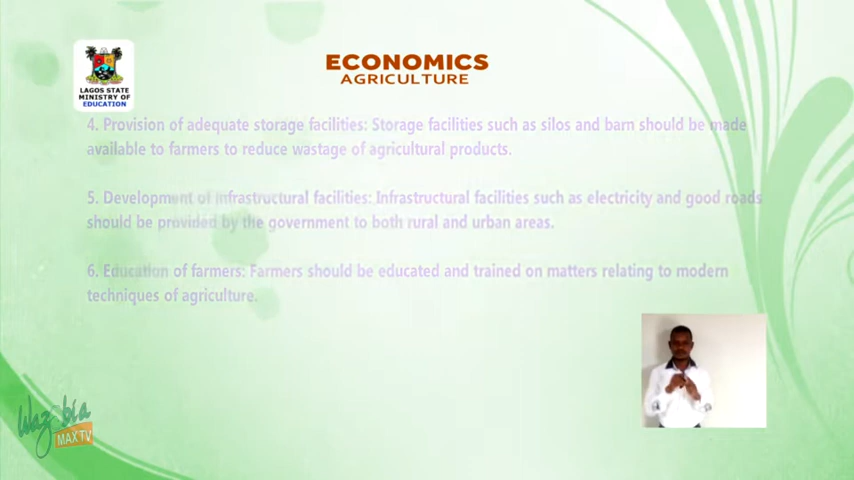 LAGOS STATE
MINISTRY OF
EDUCATION
ECONOMICS
AGRICULTURE
4. Provision of adequate storage facilities: Storage facilities such as silos and barn should be made
available to farmers to reduce wastage of agricultural products.
5. Development of infrastructural facilities: Infrastructural facilities such as electricity and good roads
should be provided by the government to both rural and urban areas.
6. Education of farmers: Farmers should be educated and trained on matters relating to modern
techniques of agriculture.
Wazobia
MAX TV